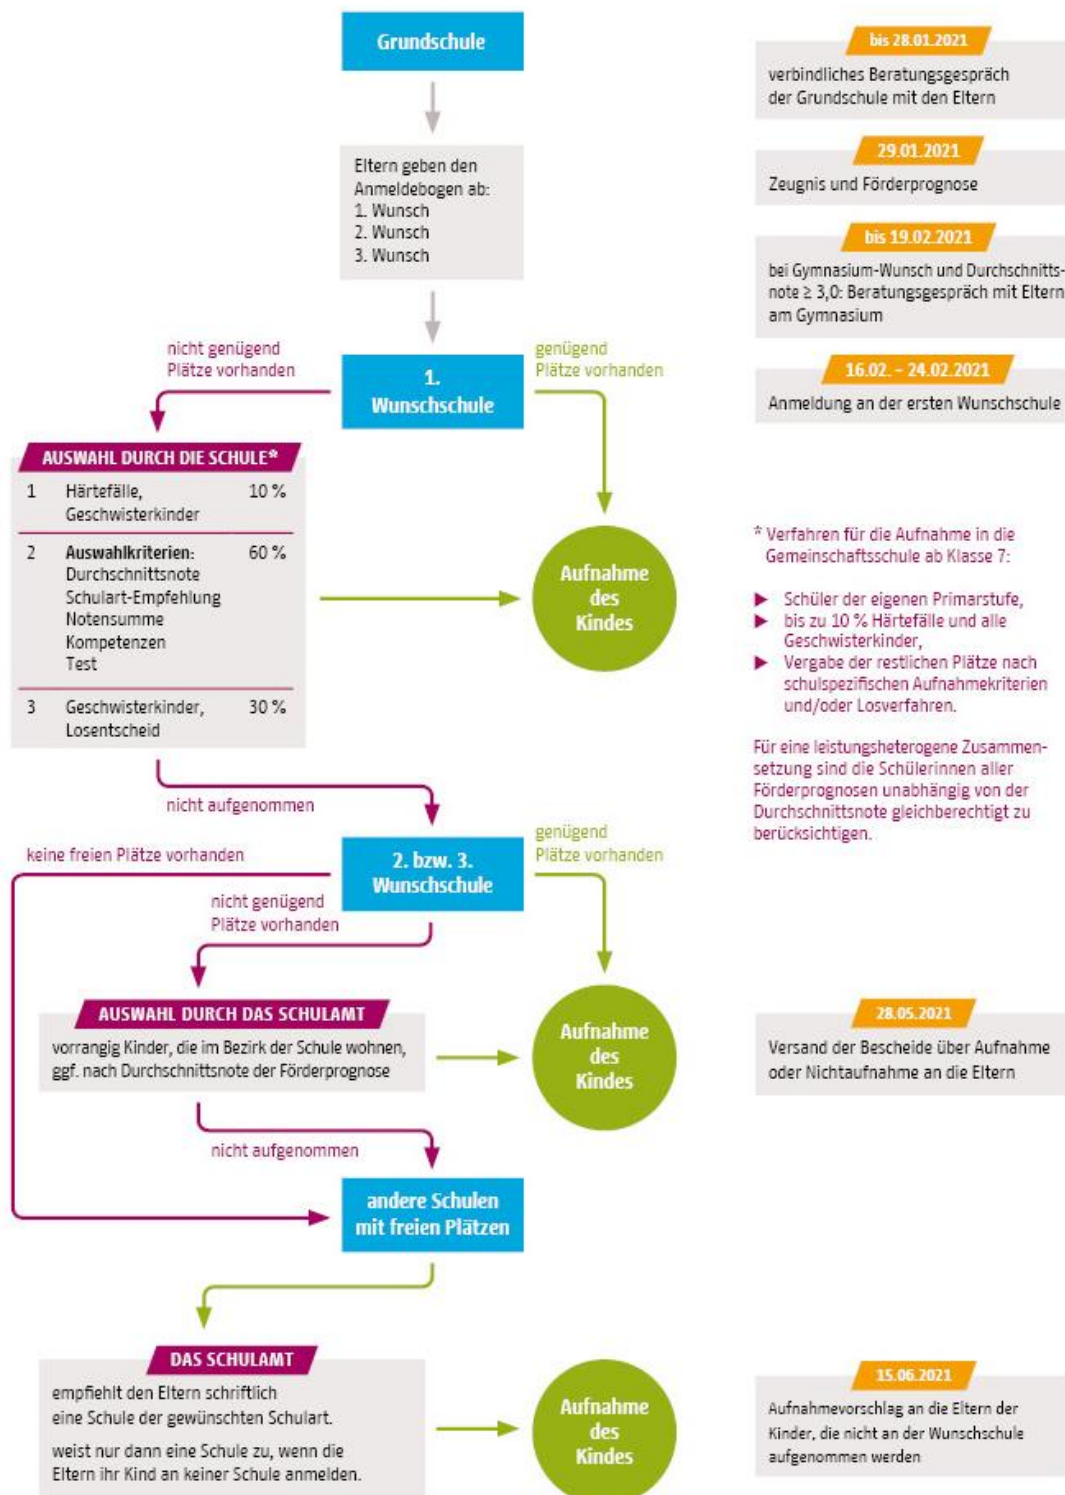 Grundschule
Eltern geben den
Anmeldebogen ab:
1. Wunsch
2. Wunsch
3. Wunsch
nicht genügend
Plätze vorhanden
1.
Wunschschule
genügend
Plätze vorhanden
AUSWAHL DURCH DIE SCHULE*
1 Härtefälle, 10 %
Geschwisterkinder
2 Auswahlkriterien: 60 %
Durchschnittsnote
Schulart-Empfehlung
Notensumme
Kompetenzen
Test
3 Geschwisterkinder, 30 %
Losentscheid
Aufnahme
des
Kindes
nicht aufgenommen
keine freien Plätze vorhanden
2. bzw. 3.
Wunschschule
genügend
Plätze vorhanden
nicht genügend
Plätze vorhanden
AUSWAHL DURCH DAS SCHULAMT
vorrangig Kinder, die im Bezirk der Schule wohnen,
ggf. nach Durchschnittsnote der Förderprognose
Aufnahme
des
Kindes
nicht aufgenommen
andere Schulen
mit freien Plätzen
DAS SCHULAMT
empfiehlt den Eltern schriftlich
eine Schule der gewünschten Schulart.
weist nur dann eine Schule zu, wenn die
Eltern ihr Kind an keiner Schule anmelden.
Aufnahme
des
Kindes
bis 28.01.2021
verbindliches Beratungsgespräch
der Grundschule mit den Eltern
29.01.2021
Zeugnis und Förderprognose
bis 19.02.2021
bei Gymnasium-Wunsch und Durchschnitts-
note ≥ 3,0: Beratungsgespräch mit Eltern
am Gymnasium
16.02. – 24.02.2021
Anmeldung an der ersten Wunschschule
* Verfahren für die Aufnahme in die
Gemeinschaftsschule ab Klasse 7:
▶ Schüler der eigenen Primarstufe,
▶ bis zu 10 % Härtefälle und alle
Geschwisterkinder,
▶ Vergabe der restlichen Plätze nach
schulspezifischen Aufnahmekriterien
und/oder Losverfahren.
Für eine leistungsheterogene Zusammen-
setzung sind die Schülerinnen aller
Förderprognosen unabhängig von der
Durchschnittsnote gleichberechtigt zu
berücksichtigen.
28.05.2021
Versand der Bescheide über Aufnahme
oder Nichtaufnahme an die Eltern
15.06.2021
Aufnahmevorschlag an die Eltern der
Kinder, die nicht an der Wunschschule
aufgenommen werden